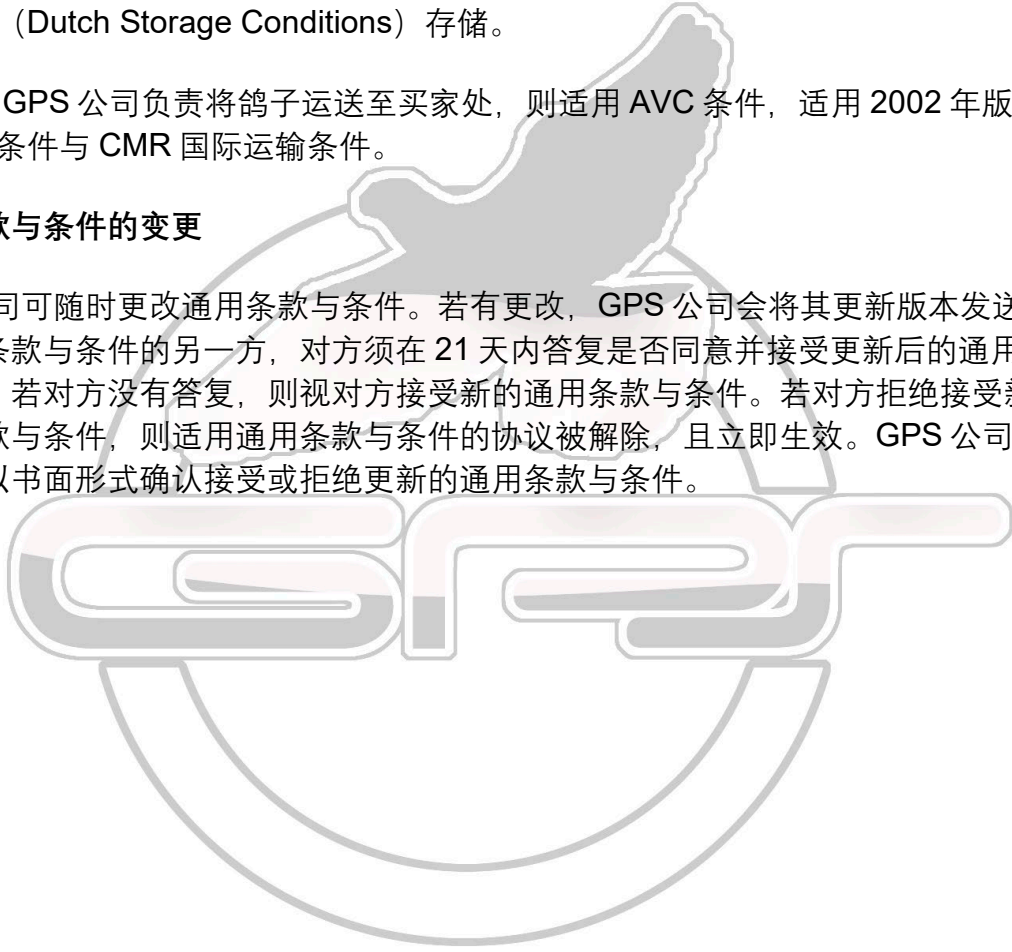 （Dutch Storage Conditions）存储。
GPS 公司负责将鸽子运送至买家处，则适用 AVC 条件，适用 2002 年版
条件与 CMR 国际运输条件。
款与条件的变更
司可随时更改通用条款与条件。若有更改，GPS 公司会将其更新版本发送
条款与条件的另一方，对方须在 21 天内答复是否同意并接受更新后的通用
。若对方没有答复，则视对方接受新的通用条款与条件。若对方拒绝接受新
款与条件，则适用通用条款与条件的协议被解除，且立即生效。GPS 公司
以书面形式确认接受或拒绝更新的通用条款与条件。